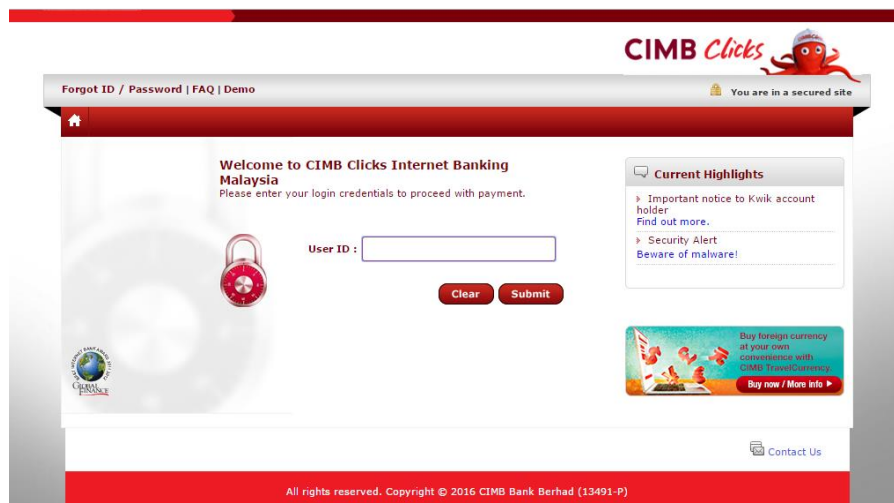 CIMB Clicks
Forgot ID / Password | FAQ | Demo
You are in a secured site
Welcome to CIMB Clicks Internet Banking
Malaysia
Please enter your login credentials to proceed with payment.
User ID :
Clear
Submit
Current Highlights
Important notice to Kwik account
holder
Find out more.
Security Alert
Beware of malware!
Buy foreign currency
at your own
convenience with
CIMB TravelCurrency.
Buy now / More info
GLOBAL
FINANCE
Contact Us
All rights reserved. Copyright © 2016 CIMB Bank Berhad (13491-P)